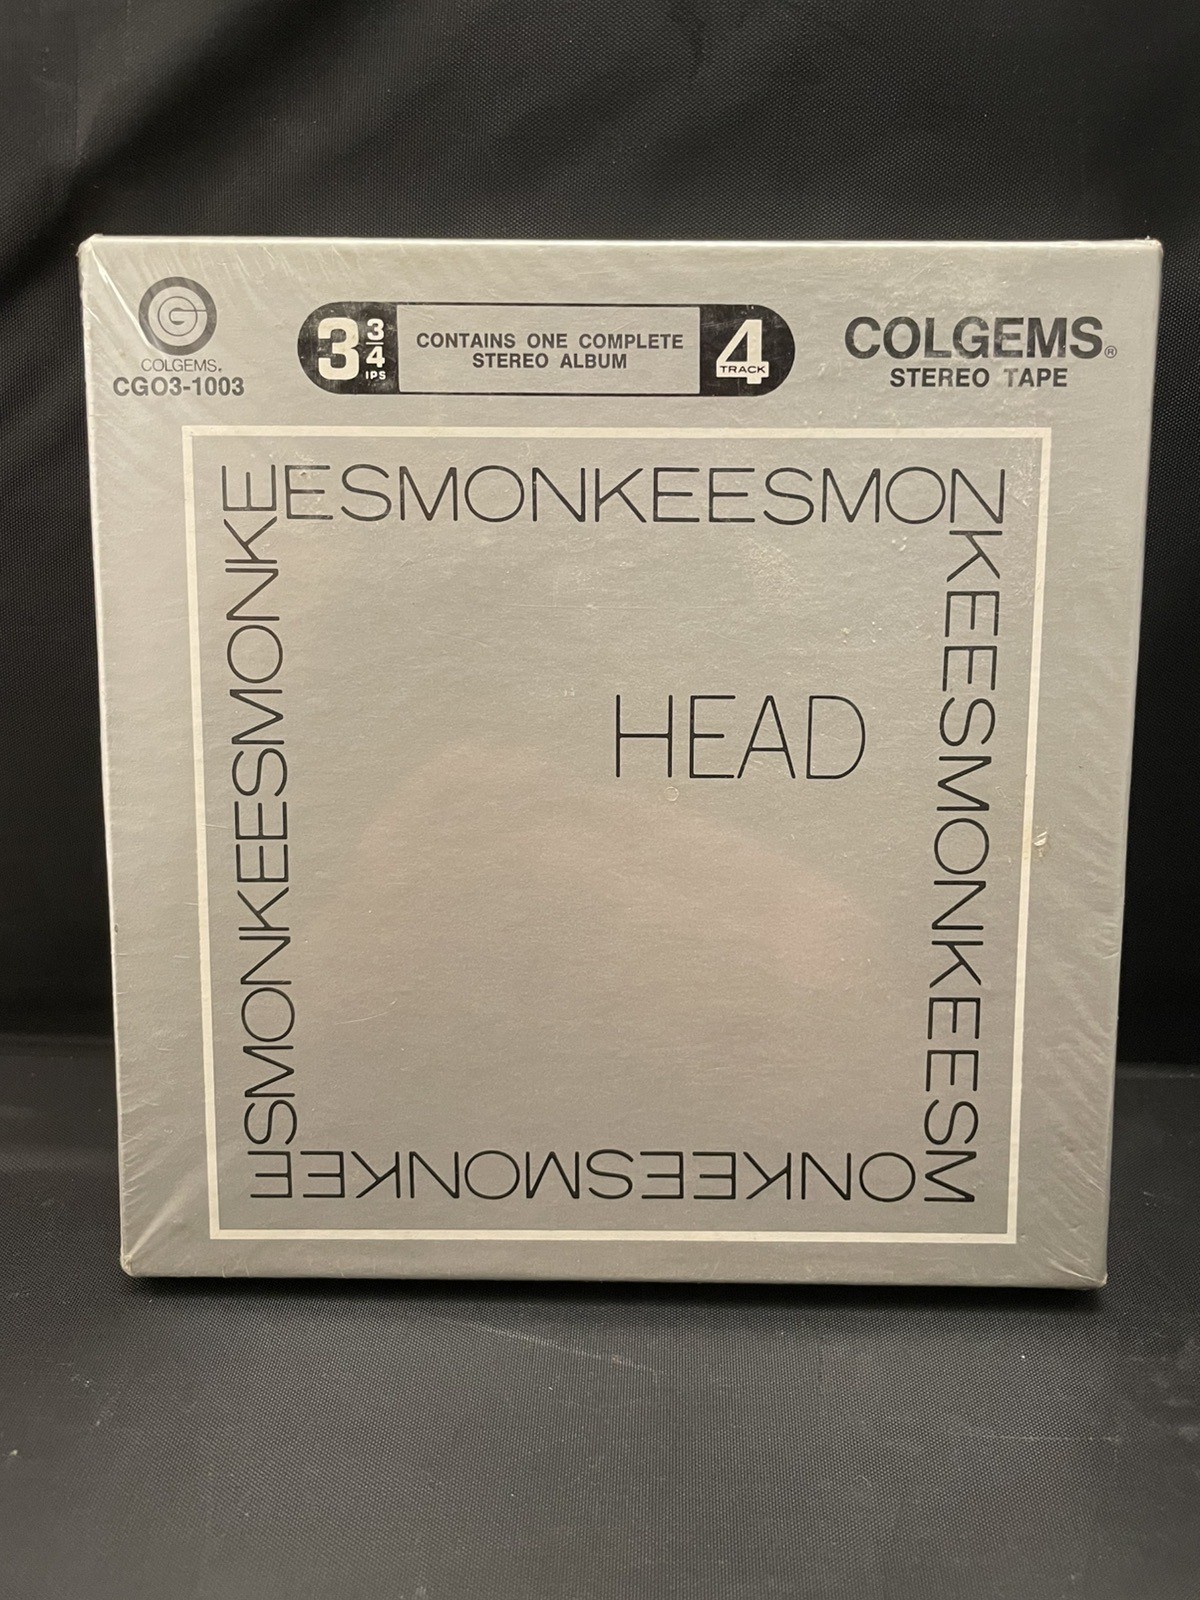 COLGEMS®
CGO3-1003
3 3/4 IPS
CONTAINS ONE COMPLETE
STEREO ALBUM
4 TRACK
COLGEMS®
STEREO TAPE
ESMONKEESMON
KEESMONKEESM
ONKEESMONKEE
SMONKEESMONKE
HEAD